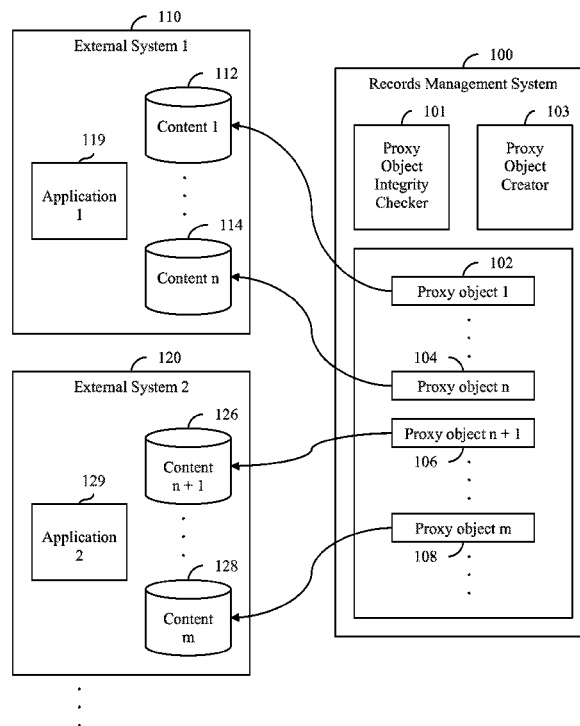 110
External System 1
112
Content 1
119
Application
1
114
Content n
120
External System 2
126
Content
n + 1
129
Application
2
128
Content
m
100
Records Management System
101
Proxy
Object
Integrity
Checker
103
Proxy
Object
Creator
102
Proxy object 1
104
Proxy object n
Proxy object n + 1
106
Proxy object m
108